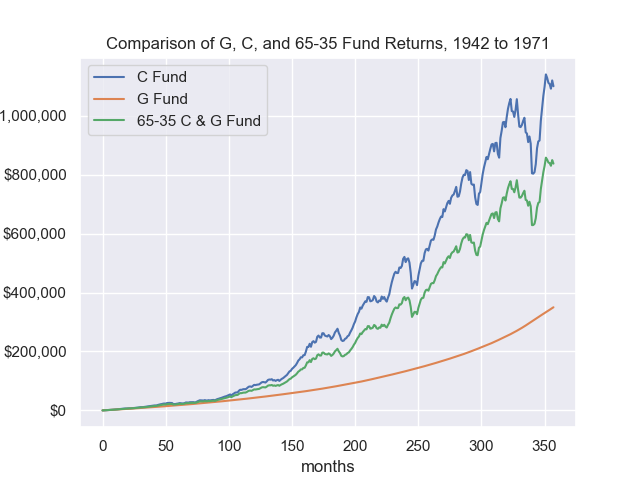 Comparison of G, C, and 65-35 Fund Returns, 1942 to 1971
C Fund
G Fund
65-35 C & G Fund
1,000,000
$800,000
$600,000
$400,000
$200,000
$0
0 50 100 150 200 250 300 350
months